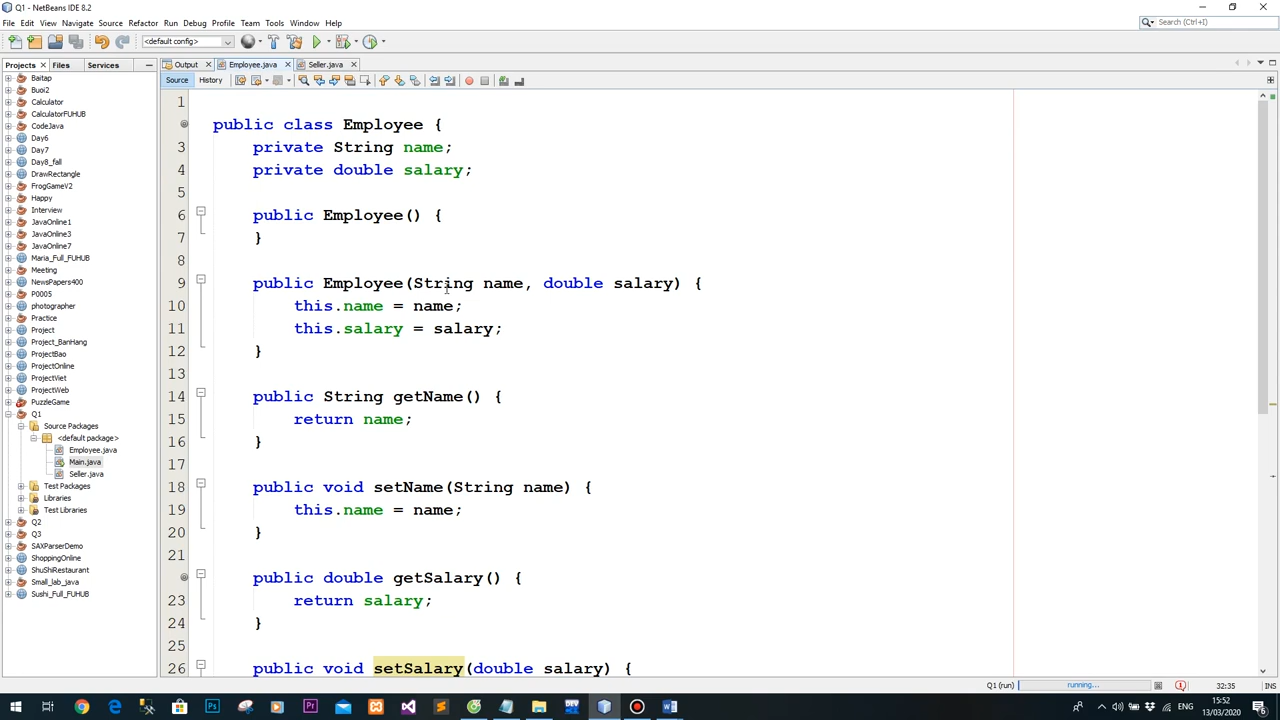 Q1 - NetBeans IDE 8.2
File Edit View Navigate Source Refactor Run Debug Profile Team Tools Window Help
Search (Ctrl+I)
<default config>
Projects Files Services
Output Employee.java Seller.java
Source History
Baitap
Buoi2
Calculator
CalculatorFUHUB
CodeJava
Day6
Day7
Day8_fall
DrawRectangle
FrogGameV2
Happy
Interview
JavaOnline1
JavaOnline3
JavaOnline7
Maria_Full_FUHUB
Meeting
NewsPapers400
P0005
photographer
Practice
Project
Project_BanHang
ProjectBao
ProjectOnline
ProjectViet
ProjectWeb
PuzzleGame
Q1
Source Packages
<default package>
Employee.java
Main.java
Seller.java
Test Packages
Libraries
Test Libraries
Q2
Q3
SAXParserDemo
ShoppingOnline
ShuShiRestaurant
Small_lab_java
Sushi_Full_FUHUB
1
public class Employee {
3 private String name;
4 private double salary;
5
6 public Employee() {
7 }
8
9 public Employee(String name, double salary) {
10 this.name = name;
11 this.salary = salary;
12 }
13
14 public String getName() {
15 return name;
16 }
17
18 public void setName(String name) {
19 this.name = name;
20 }
21
public double getSalary() {
23 return salary;
24 }
25
26 public void setSalary(double salary) {
Q1 (run) running... 32:35 INS
15:52
13/03/2020